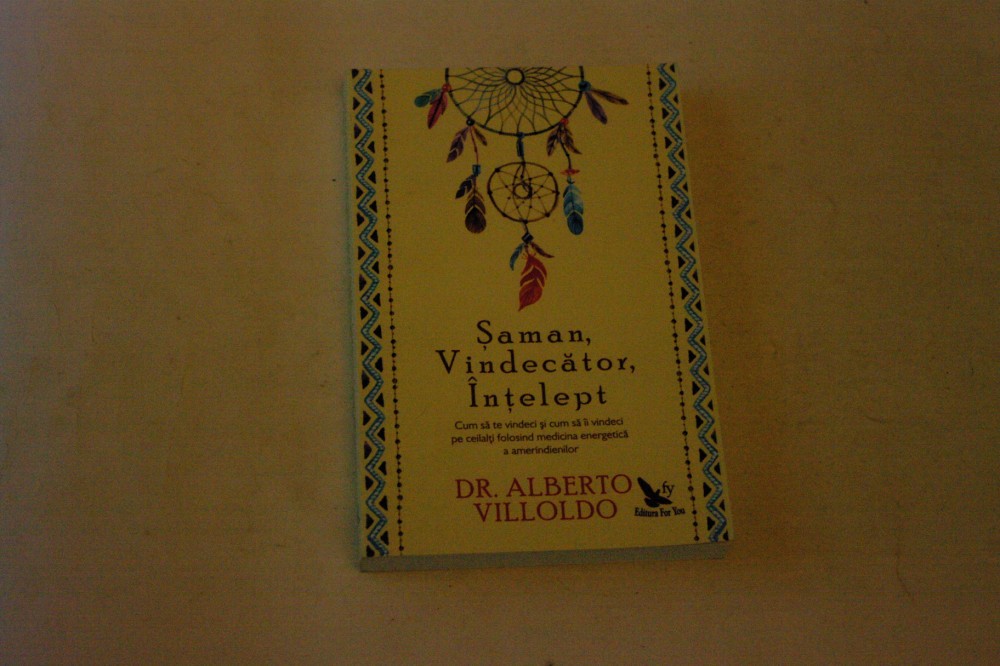 Șaman,
Vindecător,
Înțelept
Cum să te vindeci și cum să îi vindeci
pe ceilalți folosind medicina energetică
a amerindienilor
DR. ALBERTO
VILLOLDO
fy
Editura For You